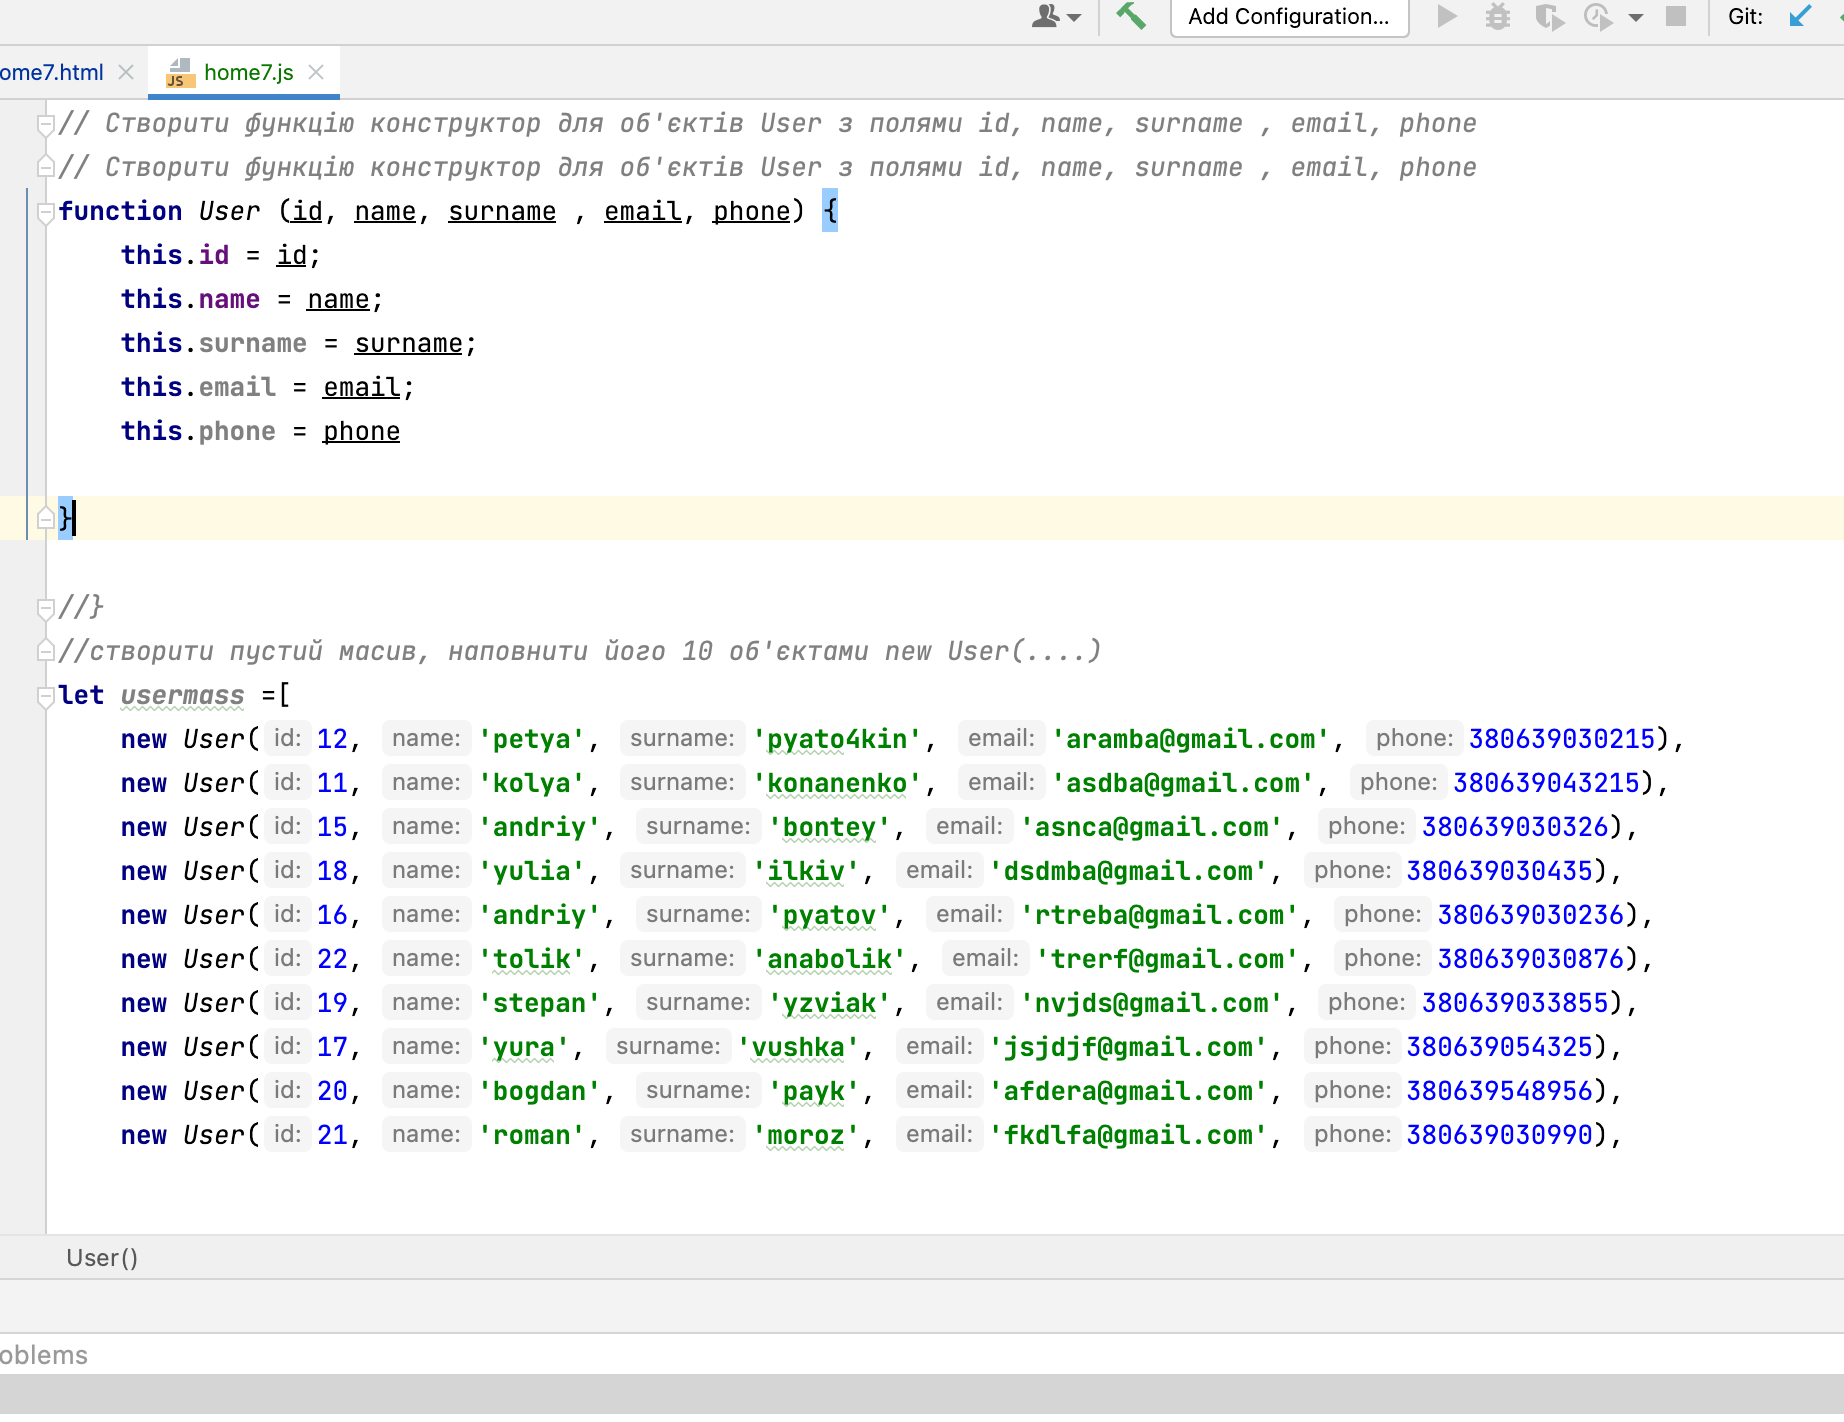 Add Configuration...
Git:
ome7.html
JS home7.js
// Створити функцію конструктор для об'єктів User з полями id, name, surname , email, phone
// Створити функцію конструктор для об'єктів User з полями id, name, surname , email, phone
function User (id, name, surname , email, phone) {
this.id = id;
this.name = name;
this.surname = surname;
this.email = email;
this.phone = phone
}
//}
//створити пустий масив, наповнити його 10 об'єктами new User(....)
let usermass =[
new User( id: 12, name: 'petya', surname: 'pyato4kin', email: 'aramba@gmail.com', phone: 380639030215),
new User( id: 11, name: 'kolya', surname: 'konanenko', email: 'asdba@gmail.com', phone: 380639043215),
new User( id: 15, name: 'andriy', surname: 'bontey', email: 'asnca@gmail.com', phone: 380639030326),
new User( id: 18, name: 'yulia', surname: 'ilkiv', email: 'dsdmba@gmail.com', phone: 380639030435),
new User( id: 16, name: 'andriy', surname: 'pyatov', email: 'rtreba@gmail.com', phone: 380639030236),
new User( id: 22, name: 'tolik', surname: 'anabolik', email: 'trerf@gmail.com', phone: 380639030876),
new User( id: 19, name: 'stepan', surname: 'yzviak', email: 'nvjds@gmail.com', phone: 380639033855),
new User( id: 17, name: 'yura', surname: 'vushka', email: 'jsjdjf@gmail.com', phone: 380639054325),
new User( id: 20, name: 'bogdan', surname: 'payk', email: 'afdera@gmail.com', phone: 380639548956),
new User( id: 21, name: 'roman', surname: 'moroz', email: 'fkdlfa@gmail.com', phone: 380639030990),
User()
oblems